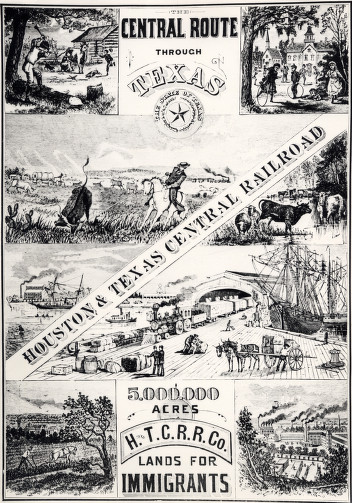 THE
CENTRAL ROUTE
THROUGH
TEXAS
HOUSTON & TEXAS CENTRAL RAILROAD
5,000,000
ACRES
H. & T.C.R.R.Co.
LANDS FOR
IMMIGRANTS